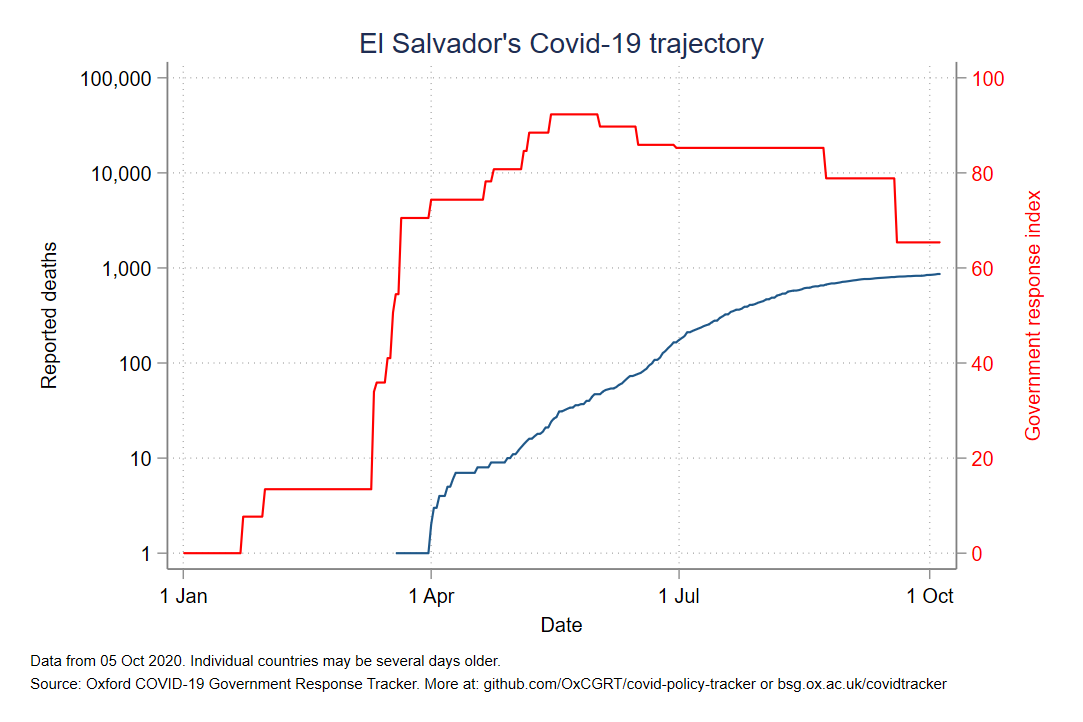 El Salvador's Covid-19 trajectory
100,000
10,000
1,000
100
10
1
Reported deaths
100
80
60
40
20
0
Government response index
1 Jan
1 Apr
1 Jul
1 Oct
Date
Data from 05 Oct 2020. Individual countries may be several days older.
Source: Oxford COVID-19 Government Response Tracker. More at: github.com/OxCGRT/covid-policy-tracker or bsg.ox.ac.uk/covidtracker